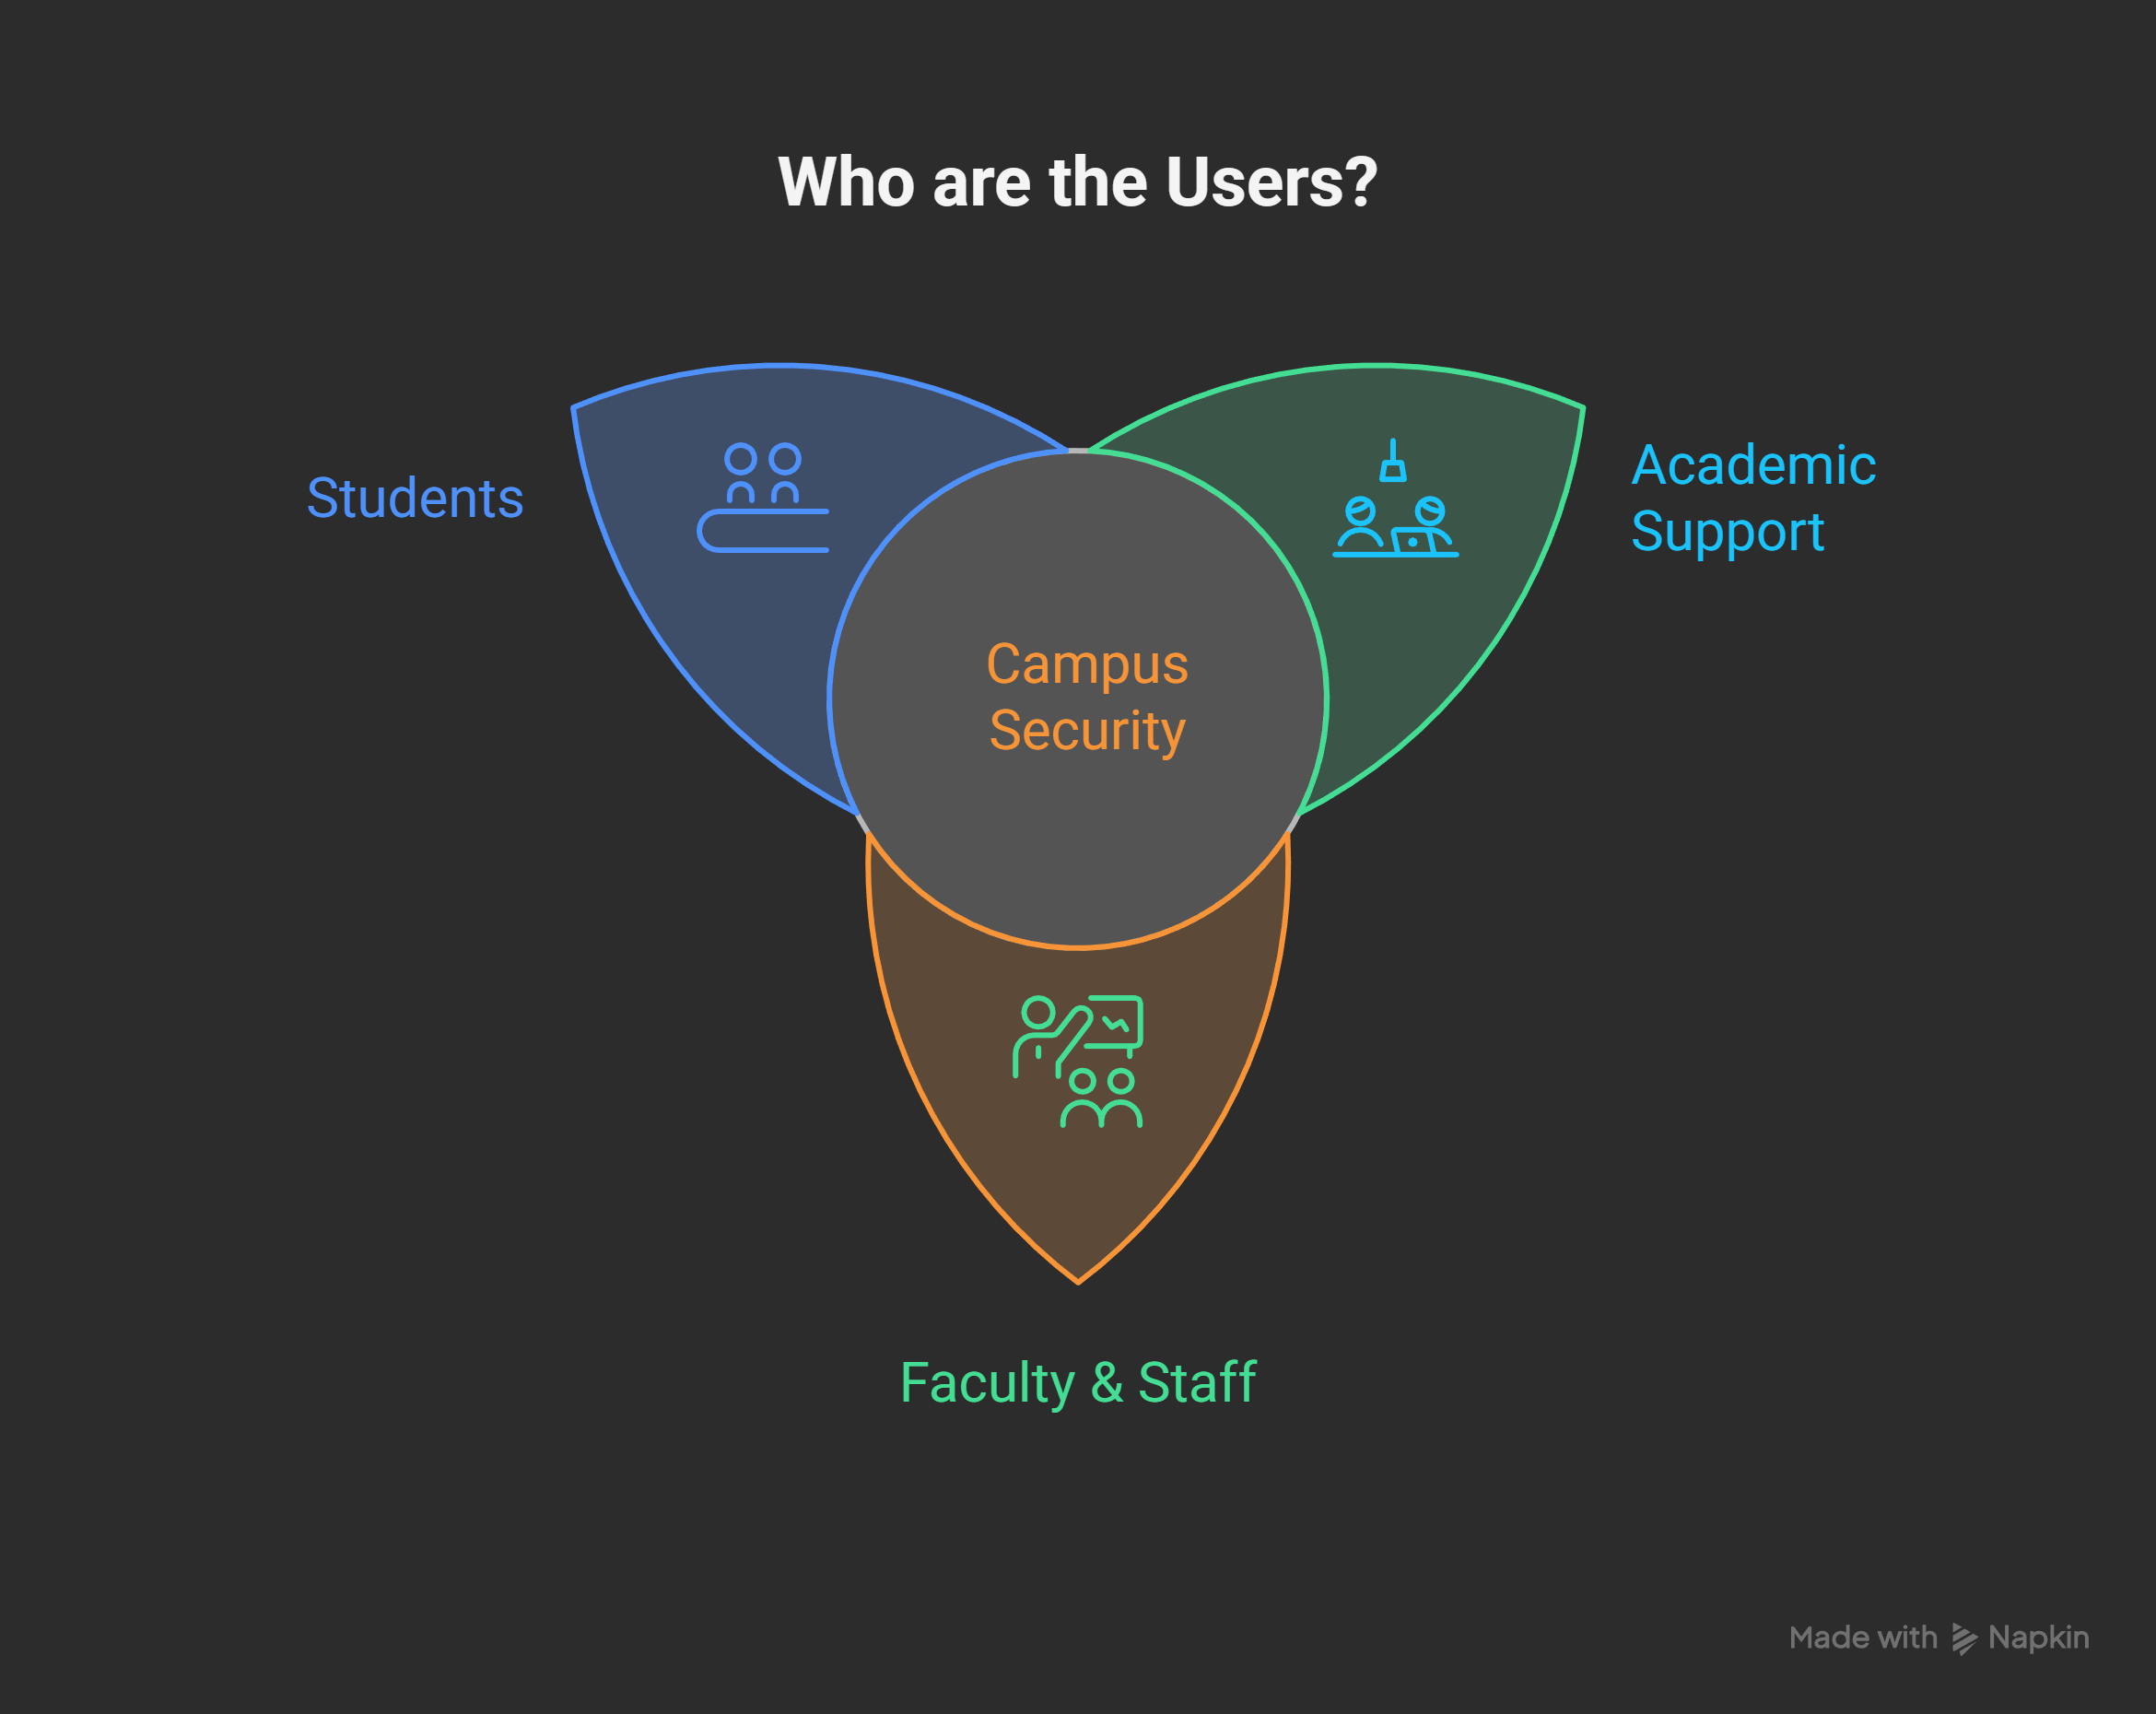 Who are the Users?
Students
Academic
Support
Campus
Security
Faculty & Staff
Made with Napkin